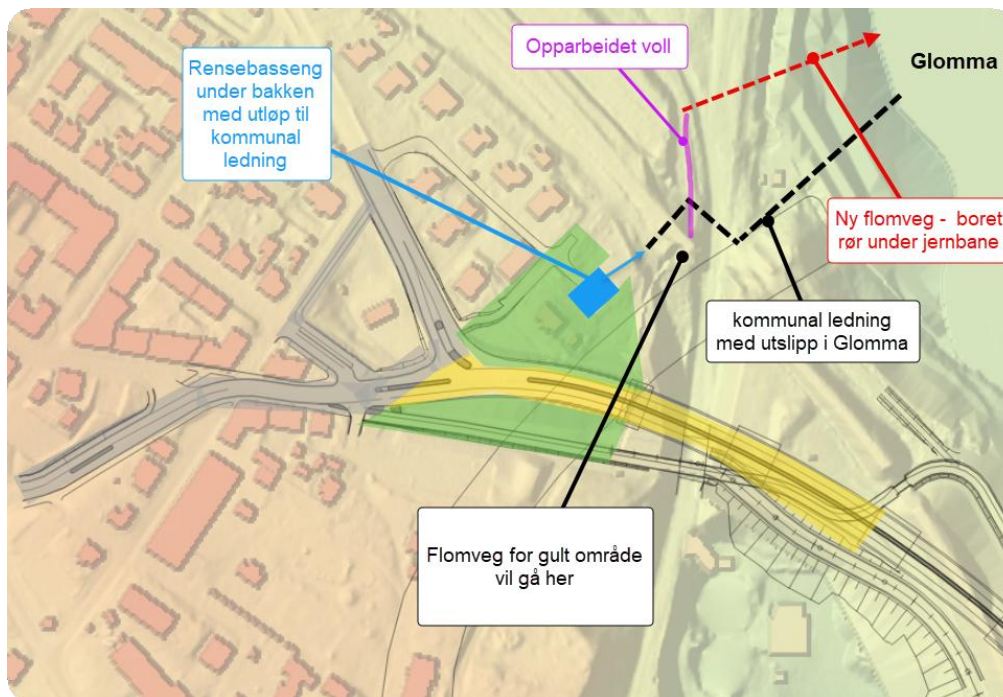 Opparbeidet voll
Glomma
Rensebasseng
under bakken
med utløp til
kommunal
ledning
Ny flomveg - boret
rør under jernbane
kommunal ledning
med utslipp i Glomma
Flomveg for gult område
vil gå her